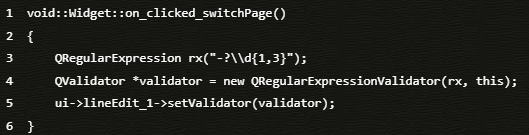 1 void::Widget::on_clicked_switchPage()
2 {
3     QRegularExpression rx("-?\\d{1,3}");
4     QValidator *validator = new QRegularExpressionValidator(rx, this);
5     ui->lineEdit_1->setValidator(validator);
6 }